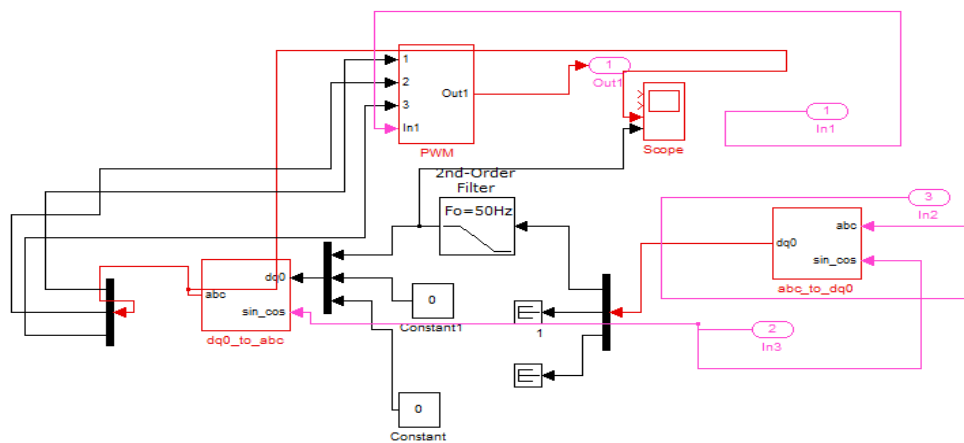 1
2
3
In1
Out1
PWM
1
Out1
Scope
1
In1
2nd-Order
Filter
Fo=50Hz
3
In2
abc
sin_cos
dq0
abc_to_dq0
dq0
abc
sin_cos
dq0_to_abc
0
Constant1
1
2
In3
0
Constant